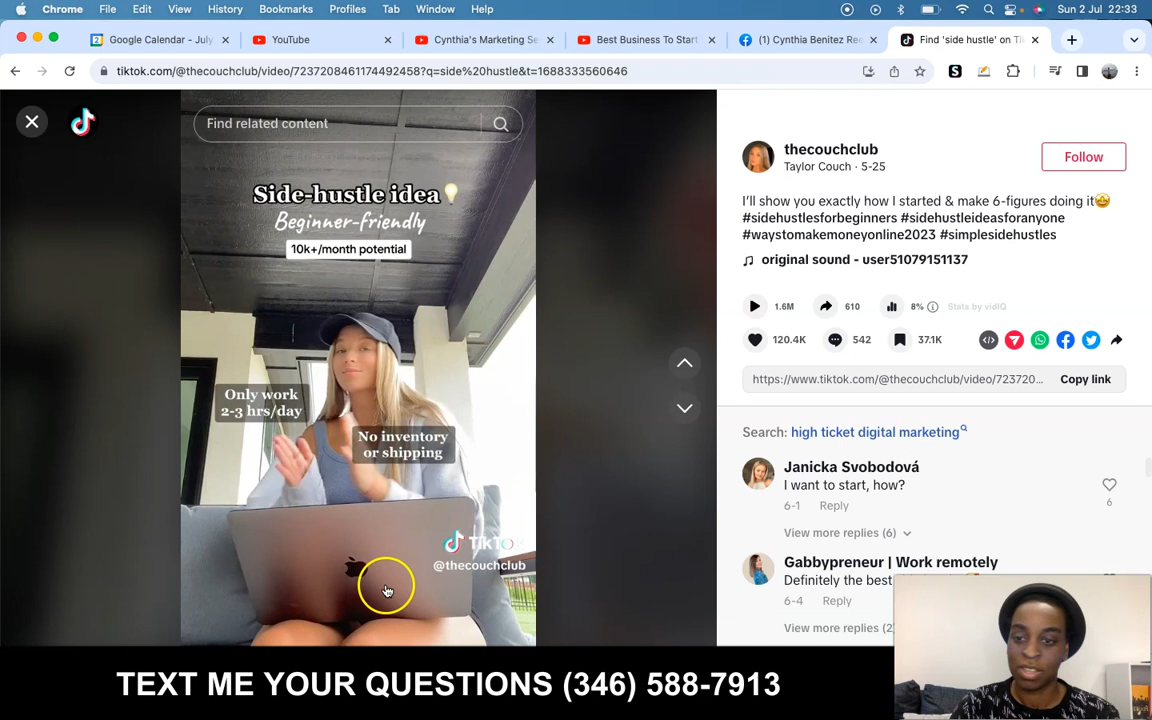 Chrome File Edit View History Bookmarks Profiles Tab Window Help Sun 2 Jul 22:33
Google Calendar - July
YouTube
Cynthia's Marketing Se
Best Business To Start
(1) Cynthia Benitez Ree
Find 'side hustle' on Ti
tiktok.com/@thecouchclub/video/7237208461174492458?q=side%20hustle&t=1688333560646
Find related content
Side-hustle idea
Beginner-friendly
10k+/month potential
Only work
2-3 hrs/day
No inventory
or shipping
TikTok
@thecouchclub
thecouchclub
Taylor Couch · 5-25
Follow
I'll show you exactly how I started & make 6-figures doing it🤩
#sidehustlesforbeginners #sidehustleideasforanyone
#waystomakemoneyonline2023 #simplesidehustles
♫ original sound - user51079151137
1.6M 610 8% Stats by vidIQ
120.4K 542 37.1K
https://www.tiktok.com/@thecouchclub/video/723720... Copy link
Search: high ticket digital marketing
Janicka Svobodová
I want to start, how?
6
6-1 Reply
View more replies (6)
Gabbypreneur | Work remotely
Definitely the best
6-4 Reply
View more replies (2)
TEXT ME YOUR QUESTIONS (346) 588-7913